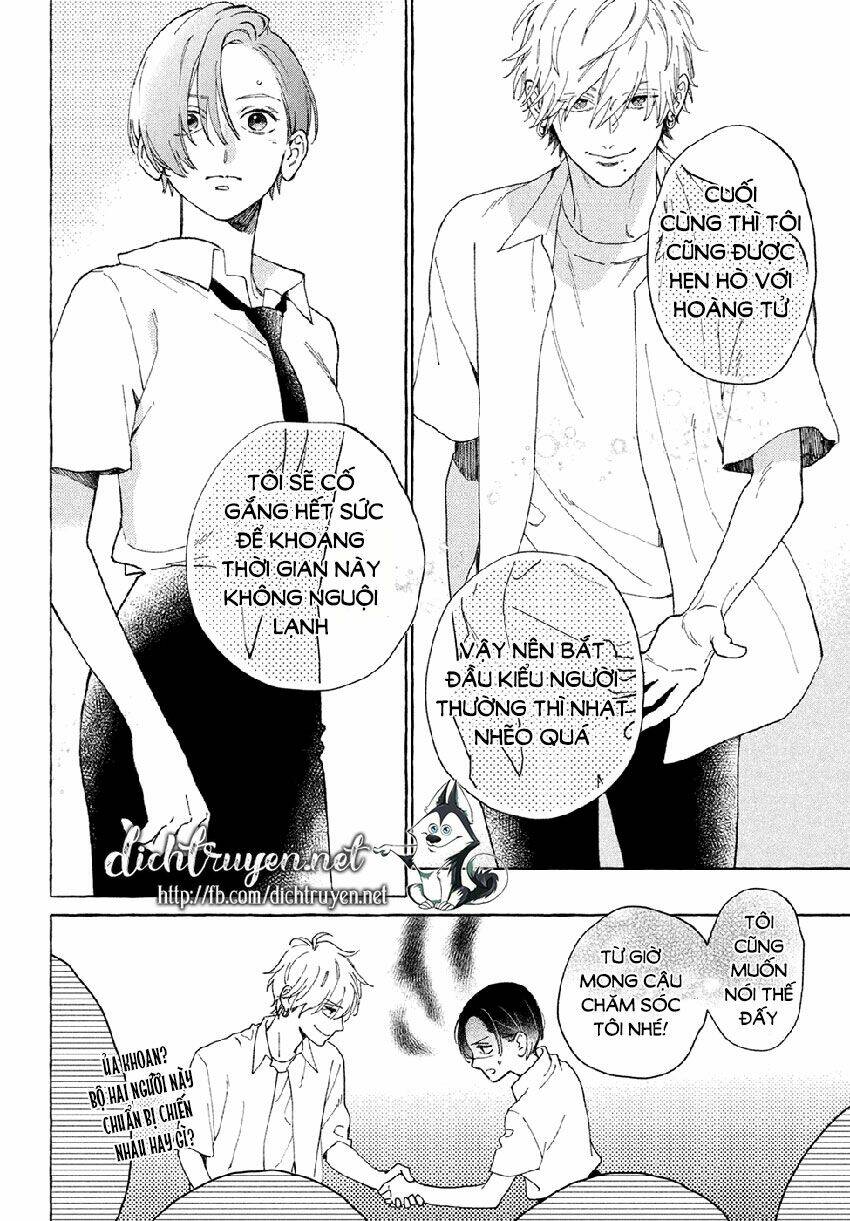 CUỐI
CÙNG THÌ TÔI
CŨNG ĐƯỢC
HẸN HÒ VỚI
HOÀNG TỬ
VẬY NÊN BẮT
ĐẦU KIỂU NGƯỜI
THƯỜNG THÌ NHẠT
NHẼO QUÁ
TÔI SẼ CỐ
GẮNG HẾT SỨC
ĐỂ KHOẢNG
THỜI GIAN NÀY
KHÔNG NGUỘI
LẠNH
dichtruyen.net
http://fb.com/dichtruyen.net
TÔI
CŨNG
MUỐN
NÓI THẾ
ĐẤY
TỪ GIỜ
MONG CẬU
CHĂM SÓC
TÔI NHÉ!
ỦA KHOAN?
BỘ HAI NGƯỜI NÀY
CHUẨN BỊ CHIẾN
NHAU HAY GÌ?